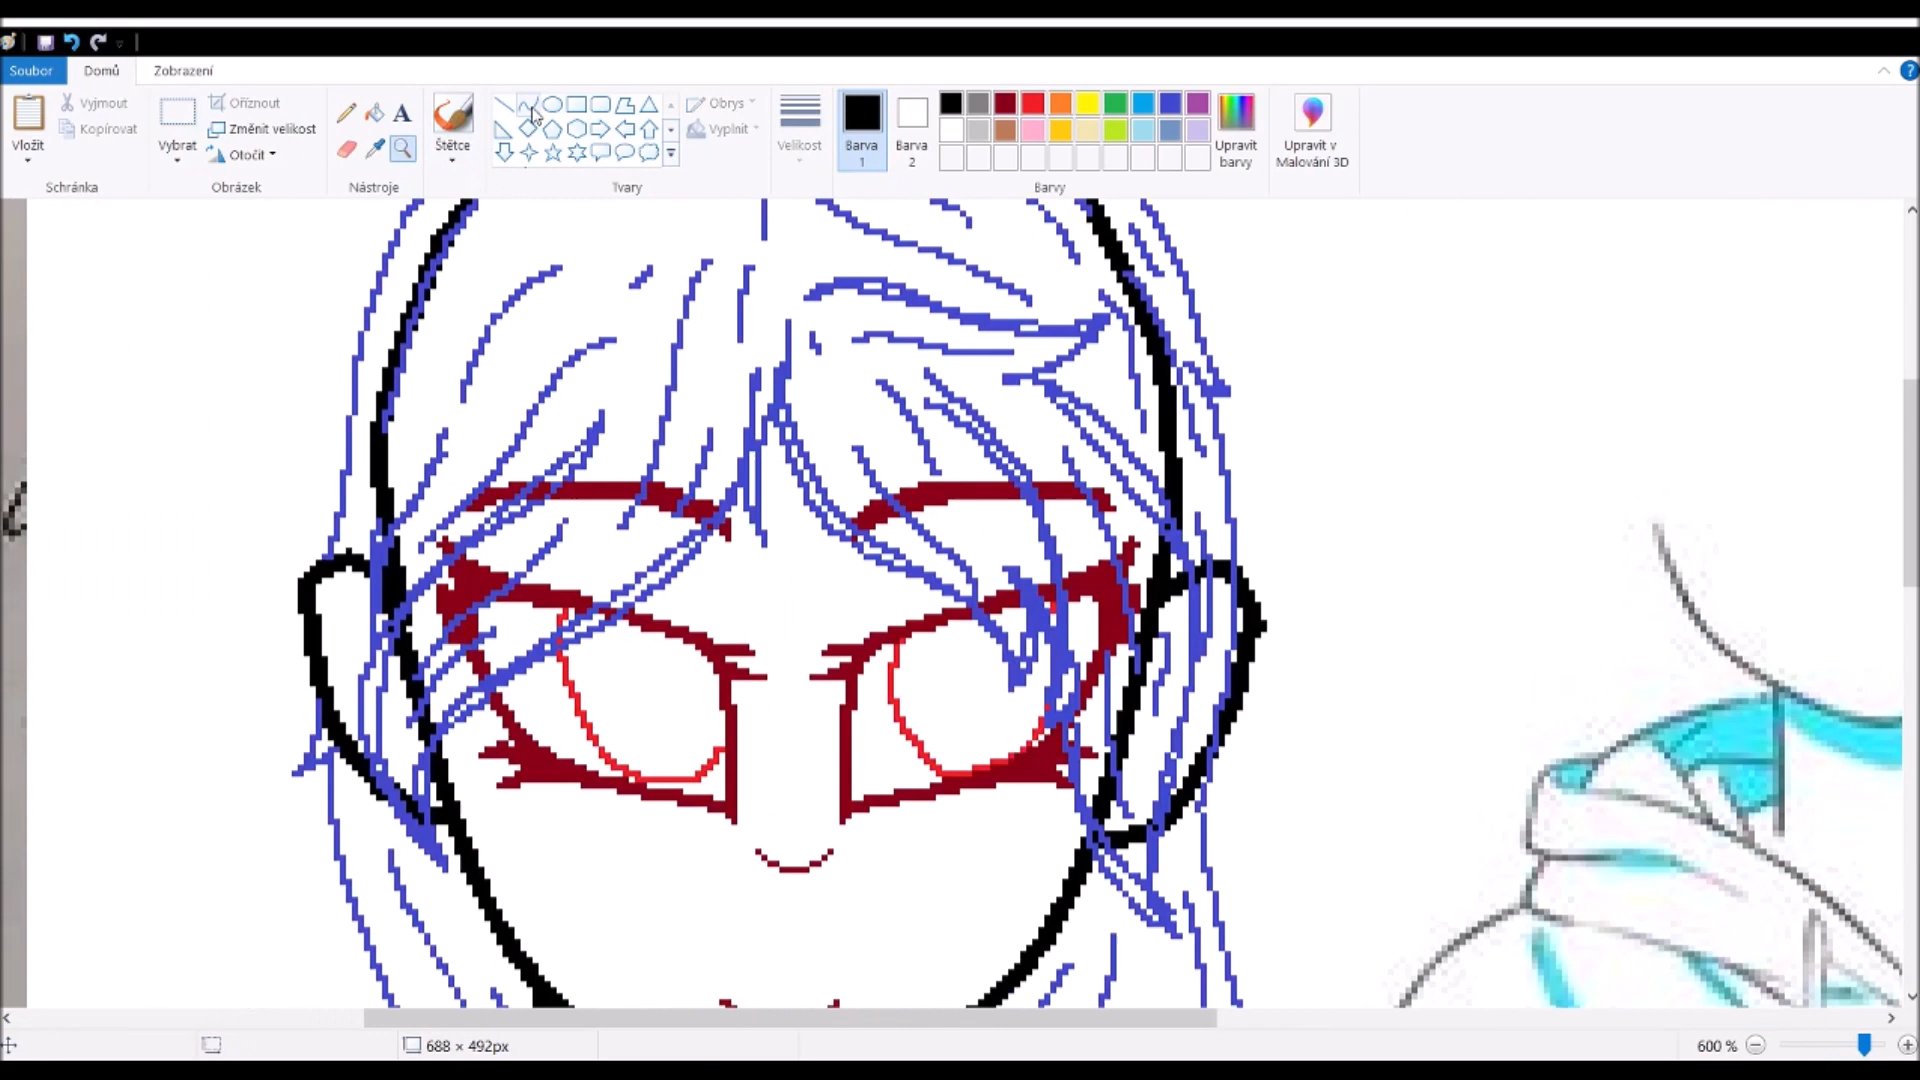 Soubor Domů Zobrazení ?
Vložít
Vyjmout
Kopírovat
Schránka
Vybrat
Oříznout
Změnit velikost
Otočit
Obrázek
A
Nástroje
Štětce
Obrys
Vyplnit
Tvary
Velikost
Barva
1
Barva
2
Upravit
barvy
Barvy
Upravit v
Malování 3D
688 × 492px
600 %